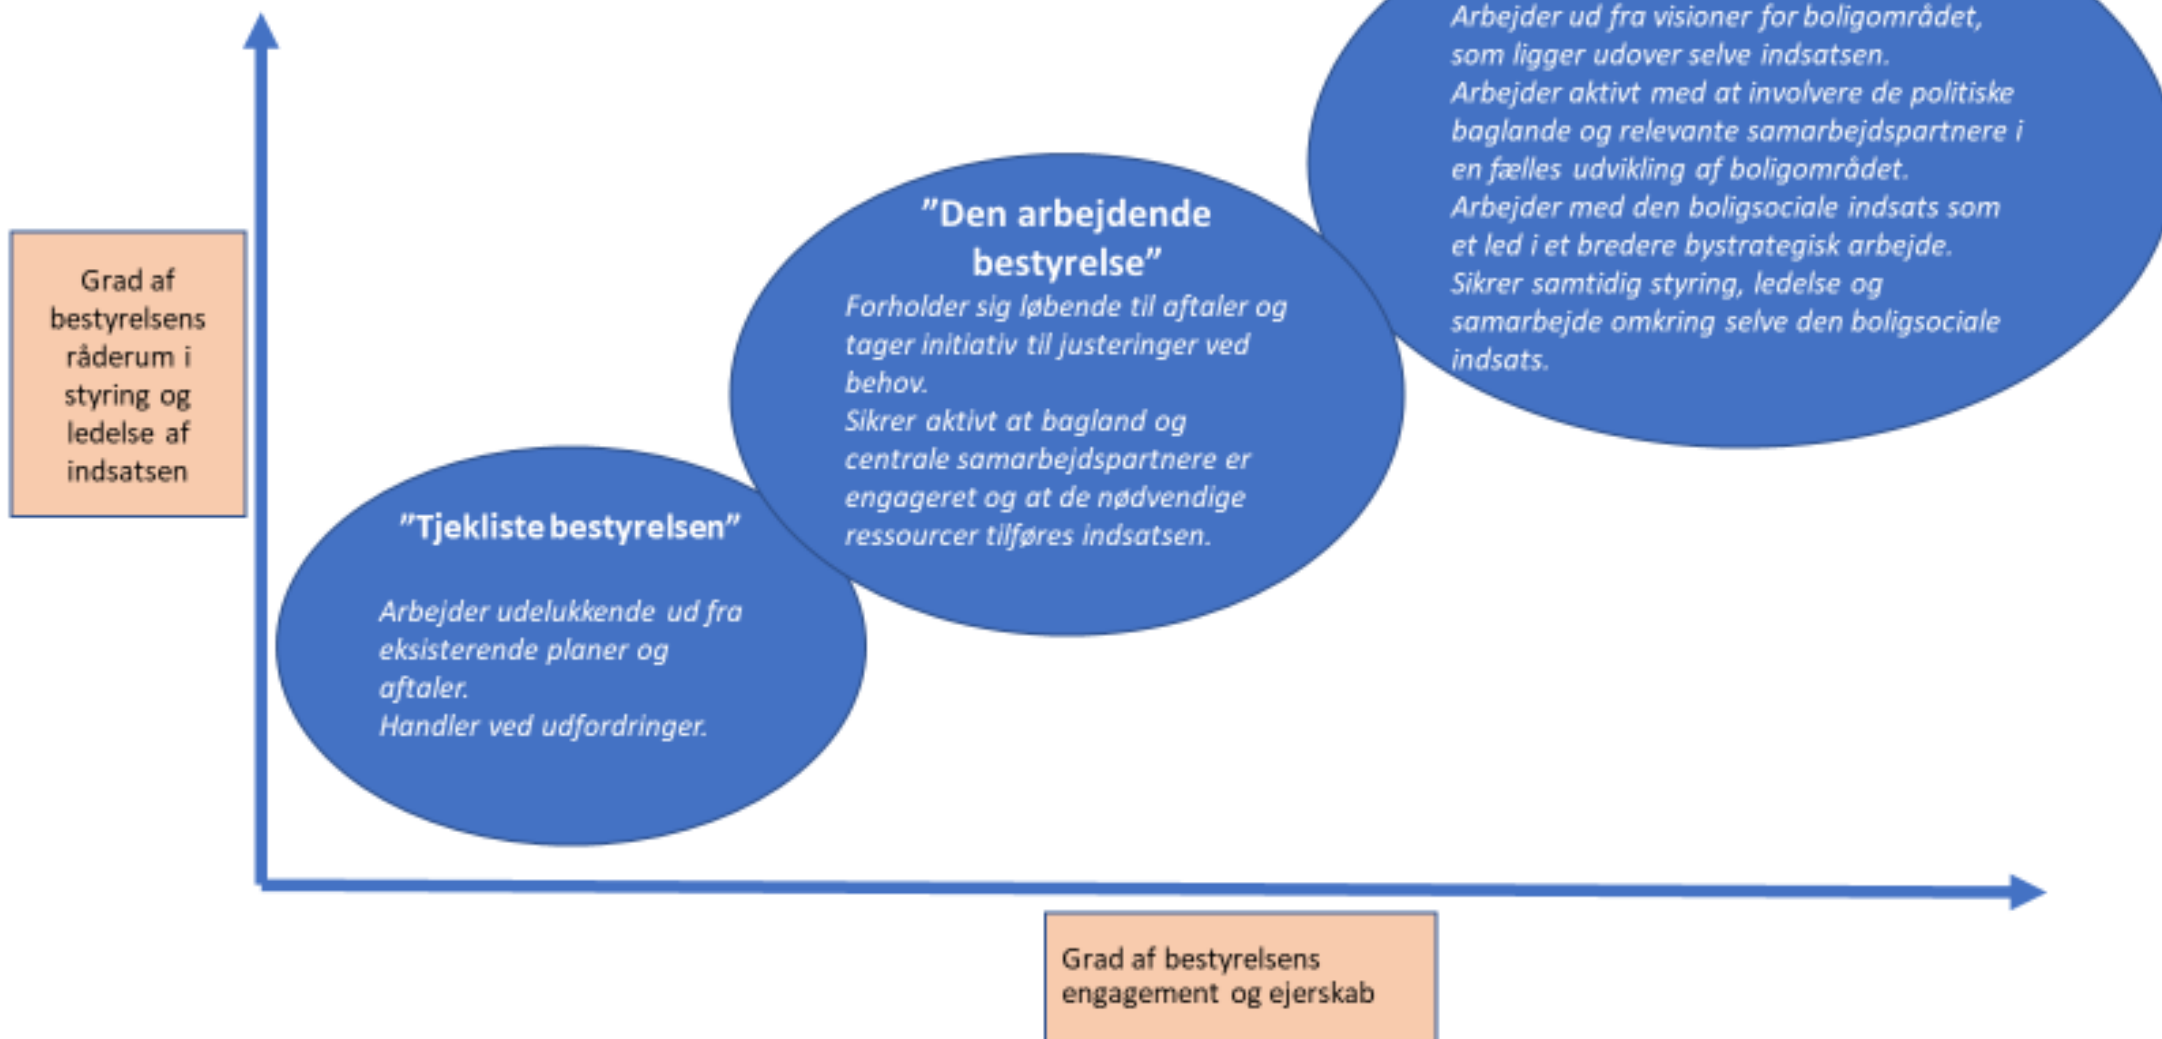 Grad af
bestyrelsens
råderum i
styring og
ledelse af
indsatsen
"Tjekliste bestyrelsen"
Arbejder udelukkende ud fra
eksisterende planer og
aftaler.
Handler ved udfordringer.
"Den arbejdende
bestyrelse"
Forholder sig løbende til aftaler og
tager initiativ til justeringer ved
behov.
Sikrer aktivt at bagland og
centrale samarbejdspartnere er
engageret og at de nødvendige
ressourcer tilføres indsatsen.
Arbejder ud fra visioner for boligområdet,
som ligger udover selve indsatsen.
Arbejder aktivt med at involvere de politiske
baglande og relevante samarbejdspartnere i
en fælles udvikling af boligområdet.
Arbejder med den boligsociale indsats som
et led i et bredere bystrategisk arbejde.
Sikrer samtidig styring, ledelse og
samarbejde omkring selve den boligsociale
indsats.
Grad af bestyrelsens
engagement og ejerskab